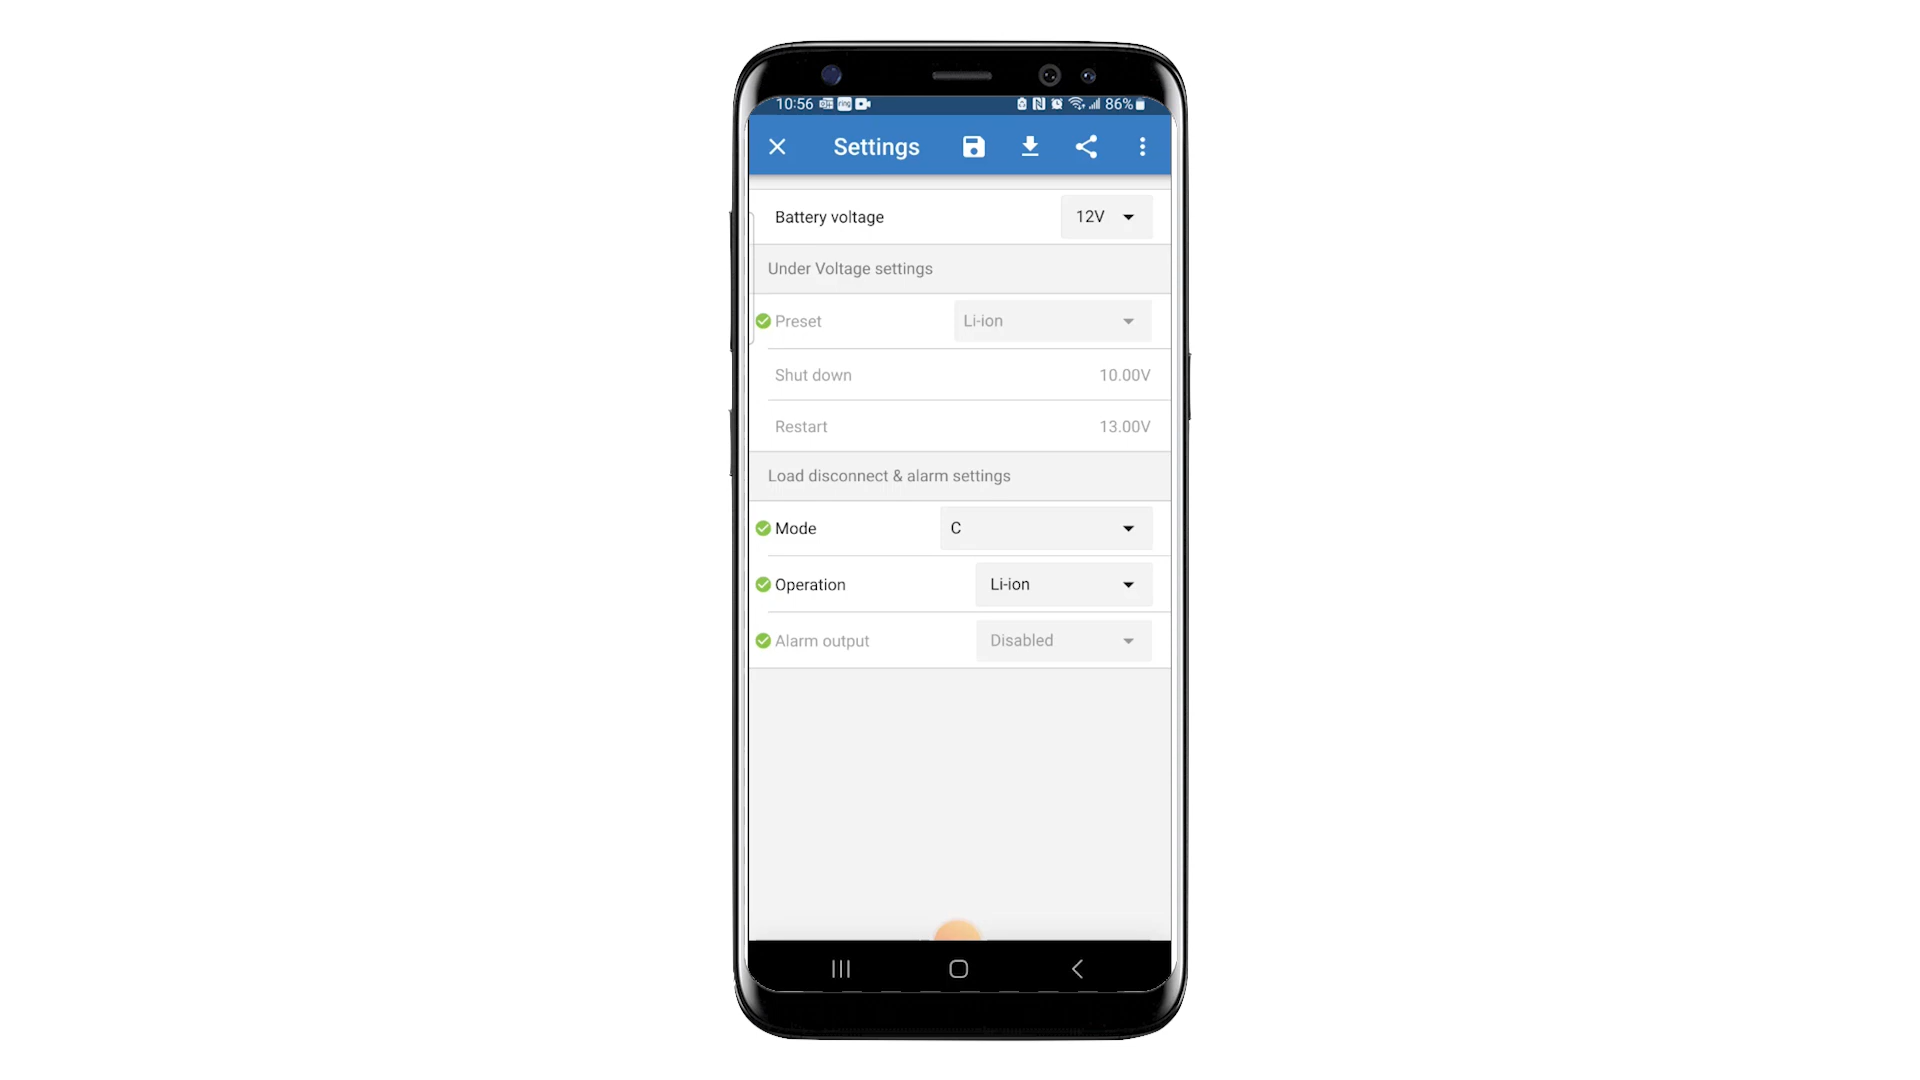 10:56 ring 86%
Settings
Battery voltage 12V
Under Voltage settings
Preset Li-ion
Shut down 10.00V
Restart 13.00V
Load disconnect & alarm settings
Mode C
Operation Li-ion
Alarm output Disabled